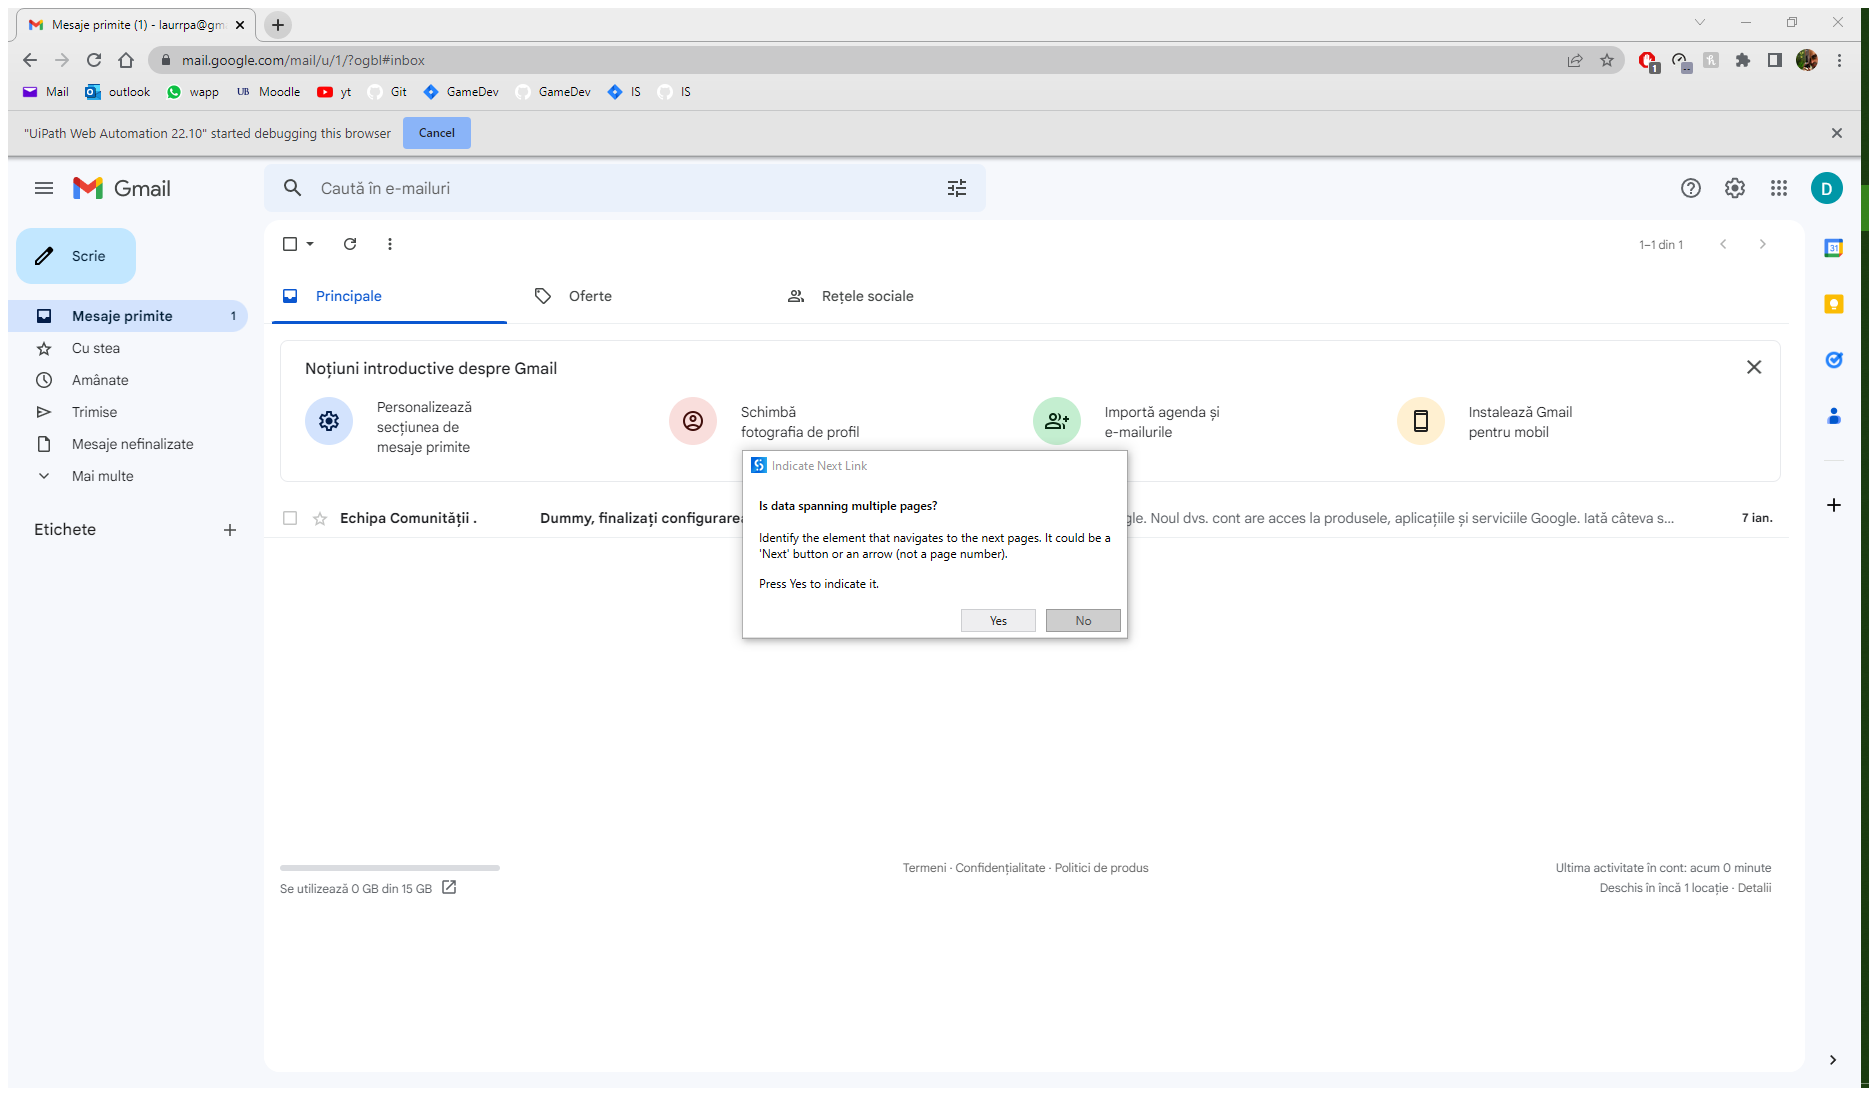 Mesaje primite (1) - laurrpa@gm
mail.google.com/mail/u/1/?ogbl#inbox
1
Mail outlook wapp UB Moodle yt Git GameDev GameDev IS IS
"UiPath Web Automation 22.10" started debugging this browser Cancel
Gmail
Caută în e-mailuri
D
Scrie
1–1 din 1
31
Principale Oferte Rețele sociale
Mesaje primite 1
Cu stea
Amânate
Trimise
Mesaje nefinalizate
Mai multe
Etichete
Noțiuni introductive despre Gmail
Personalizează
secțiunea de
mesaje primite
Schimbă
fotografia de profil
Importă agenda și
e-mailurile
Instalează Gmail
pentru mobil
Echipa Comunității . Dummy, finalizați configurarea gle. Noul dvs. cont are acces la produsele, aplicațiile și serviciile Google. Iată câteva s... 7 ian.
Indicate Next Link
Is data spanning multiple pages?
Identify the element that navigates to the next pages. It could be a
'Next' button or an arrow (not a page number).
Press Yes to indicate it.
Yes No
Se utilizează 0 GB din 15 GB
Termeni · Confidențialitate · Politici de produs
Ultima activitate în cont: acum 0 minute
Deschis în încă 1 locație · Detalii